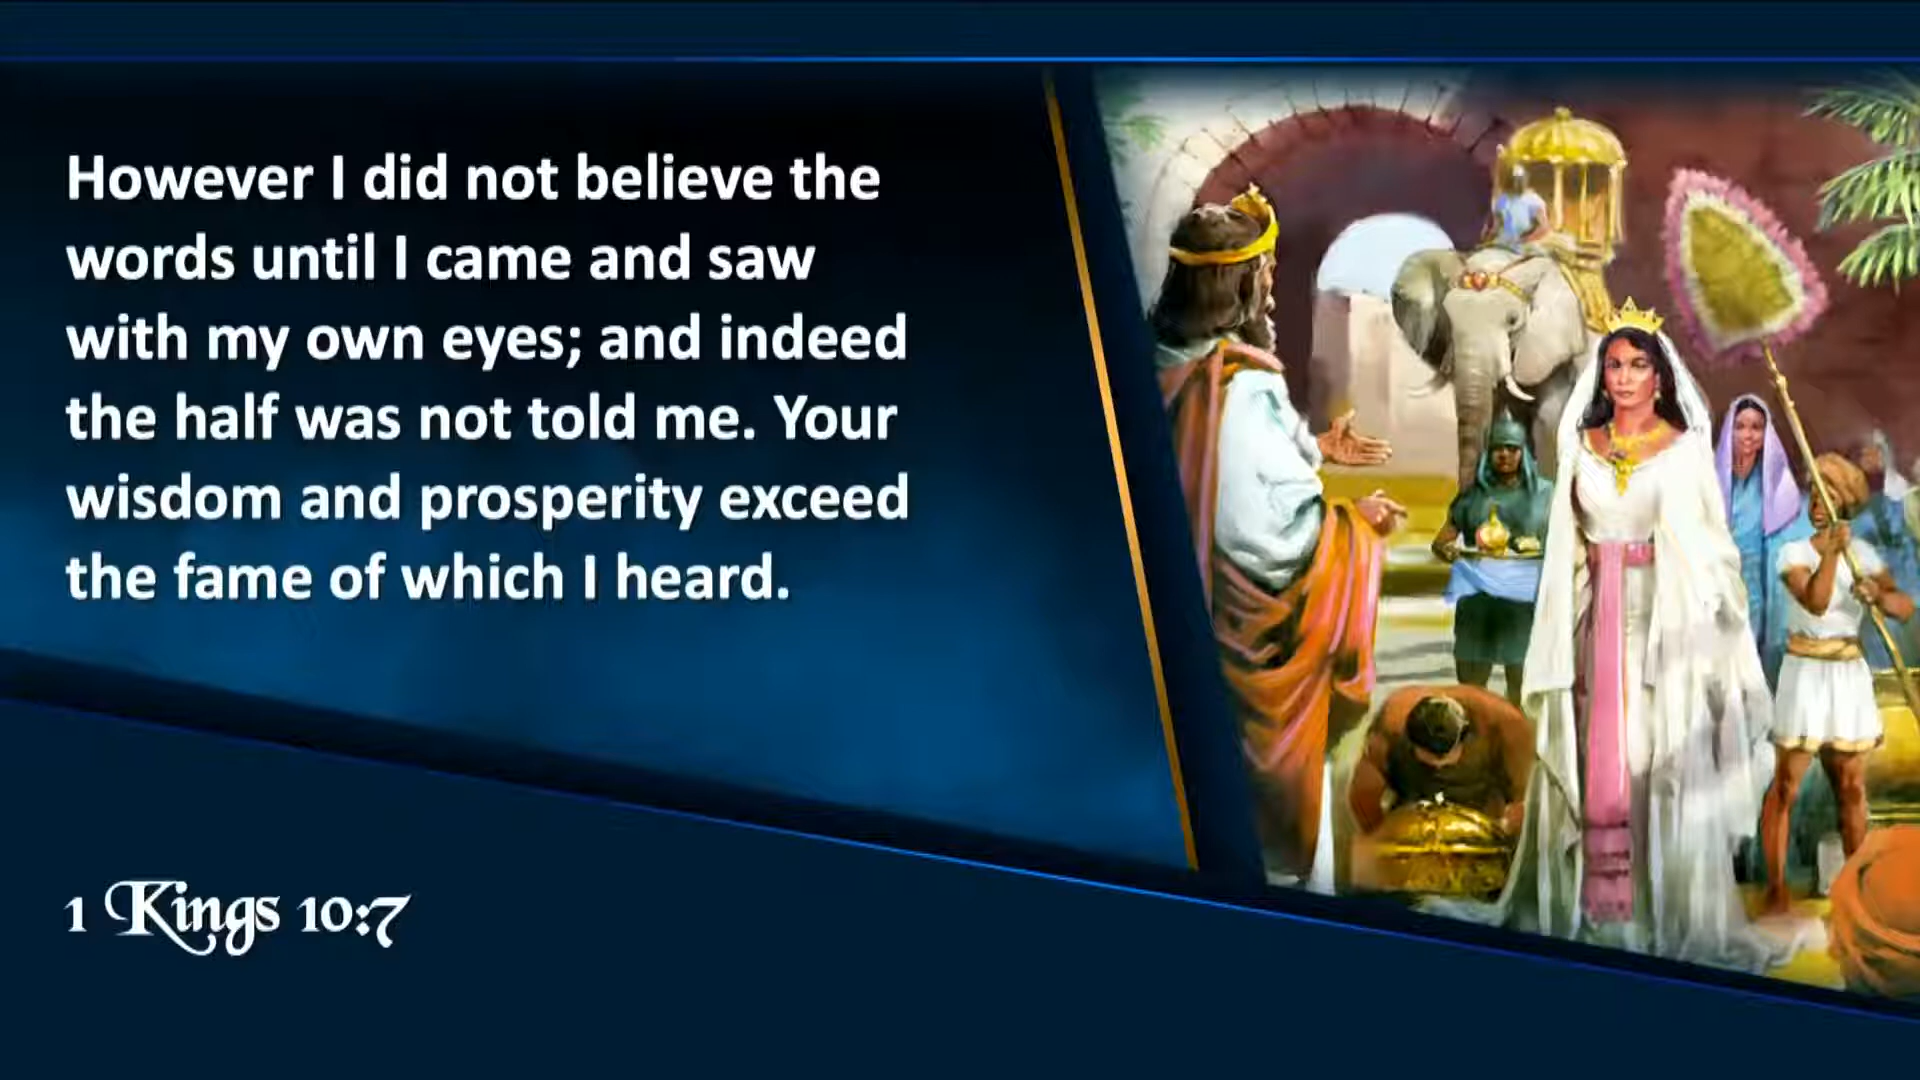 However I did not believe the
words until I came and saw
with my own eyes; and indeed
the half was not told me. Your
wisdom and prosperity exceed
the fame of which I heard.
1 Kings 10:7